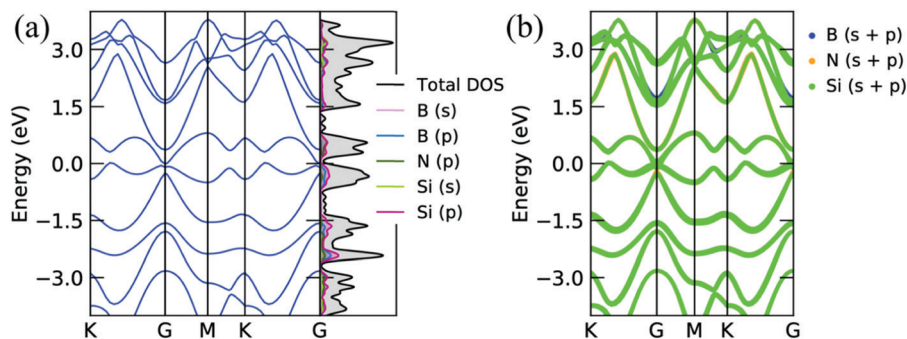 (a)
Energy (eV)
3.0
1.5
0.0
−1.5
−3.0
K G M K G
Total DOS
B (s)
B (p)
N (p)
Si (s)
Si (p)
(b)
Energy (eV)
3.0
1.5
0.0
−1.5
−3.0
K G M K G
B (s + p)
N (s + p)
Si (s + p)